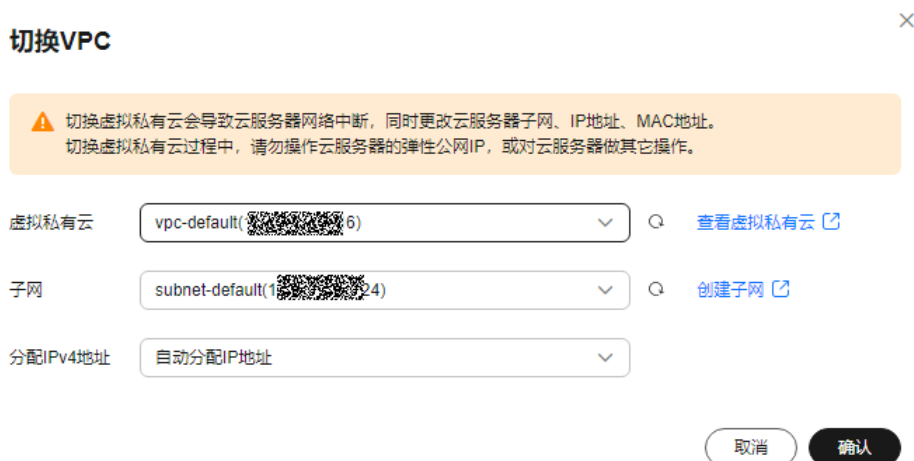 切换VPC
切换虚拟私有云会导致云服务器网络中断，同时更改云服务器子网、IP地址、MAC地址。
切换虚拟私有云过程中，请勿操作云服务器的弹性公网IP，或对云服务器做其它操作。
虚拟私有云 vpc-default( 6) 查看虚拟私有云
子网 subnet-default(1 24) 创建子网
分配IPv4地址 自动分配IP地址
取消 确认